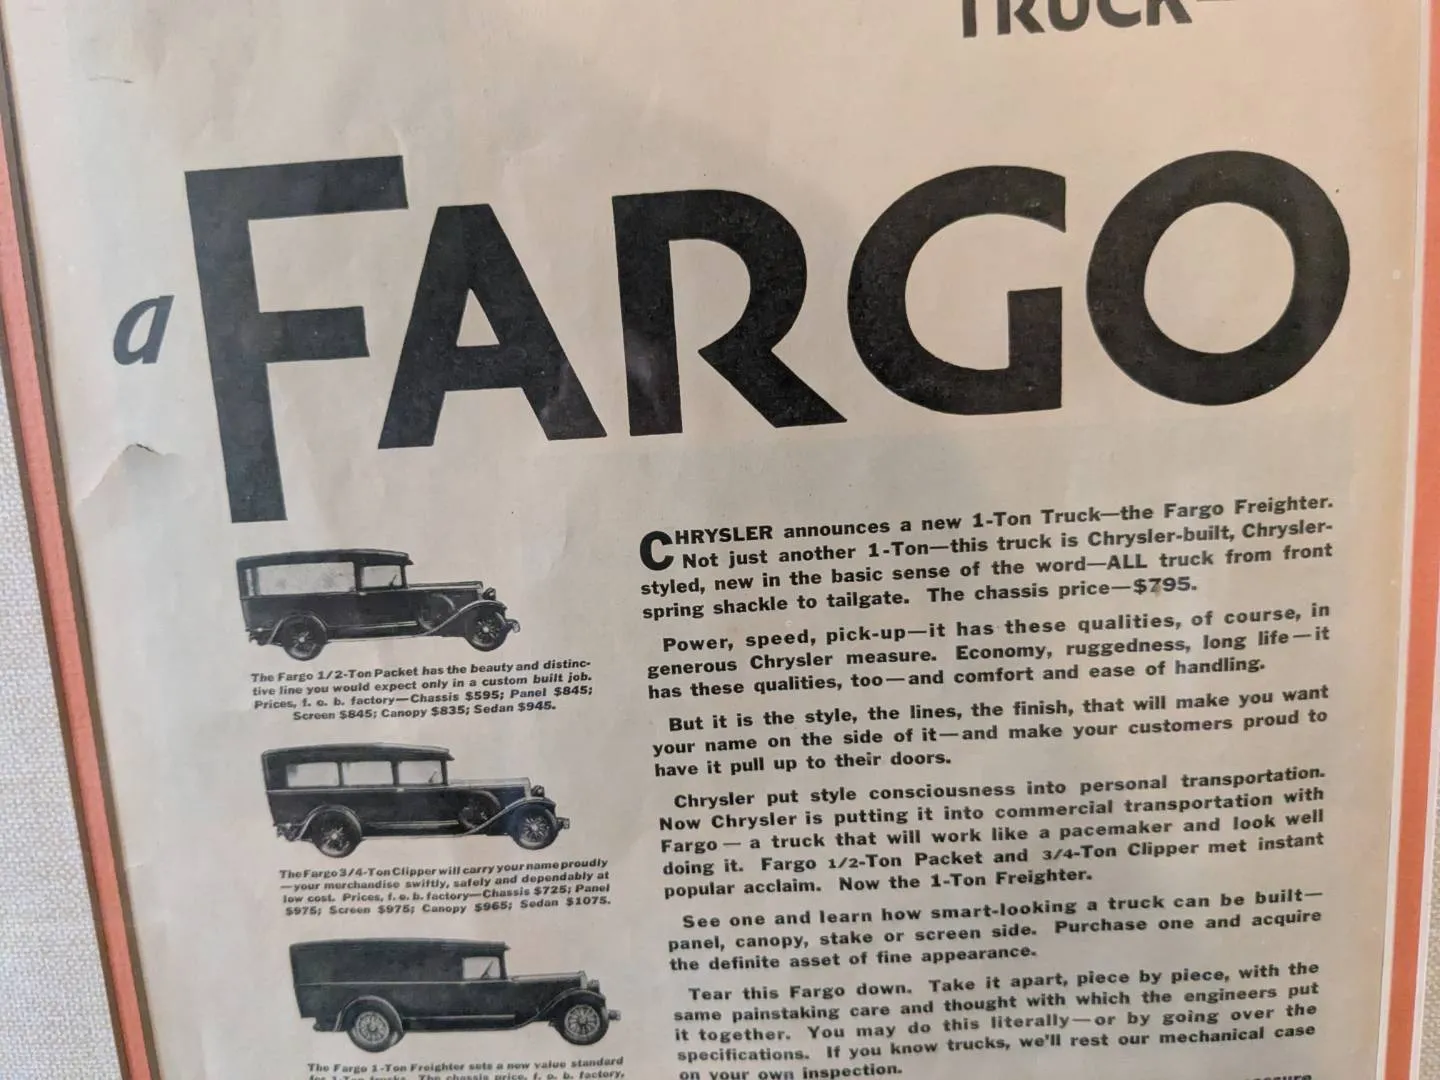 TRUCK—
a FARGO
The Fargo 1/2-Ton Packet has the beauty and distinc-
tive line you would expect only in a custom built job.
Prices, f. o. b. factory—Chassis $595; Panel $845;
Screen $845; Canopy $835; Sedan $945.
The Fargo 3/4-Ton Clipper will carry your name proudly
—your merchandise swiftly, safely and dependably at
low cost. Prices, f. o. b. factory—Chassis $725; Panel
$975; Screen $975; Canopy $965; Sedan $1075.
The Fargo 1-Ton Freighter sets a new value standard
for 1-Ton trucks. The chassis price, f. o. b. factory,
CHRYSLER announces a new 1-Ton Truck—the Fargo Freighter.
Not just another 1-Ton—this truck is Chrysler-built, Chrysler-
styled, new in the basic sense of the word—ALL truck from front
spring shackle to tailgate. The chassis price—$795.
Power, speed, pick-up—it has these qualities, of course, in
generous Chrysler measure. Economy, ruggedness, long life—it
has these qualities, too—and comfort and ease of handling.
But it is the style, the lines, the finish, that will make you want
your name on the side of it—and make your customers proud to
have it pull up to their doors.
Chrysler put style consciousness into personal transportation.
Now Chrysler is putting it into commercial transportation with
Fargo—a truck that will work like a pacemaker and look well
doing it. Fargo 1/2-Ton Packet and 3/4-Ton Clipper met instant
popular acclaim. Now the 1-Ton Freighter.
See one and learn how smart-looking a truck can be built—
panel, canopy, stake or screen side. Purchase one and acquire
the definite asset of fine appearance.
Tear this Fargo down. Take it apart, piece by piece, with the
same painstaking care and thought with which the engineers put
it together. You may do this literally—or by going over the
specifications. If you know trucks, we'll rest our mechanical case
on your own inspection.